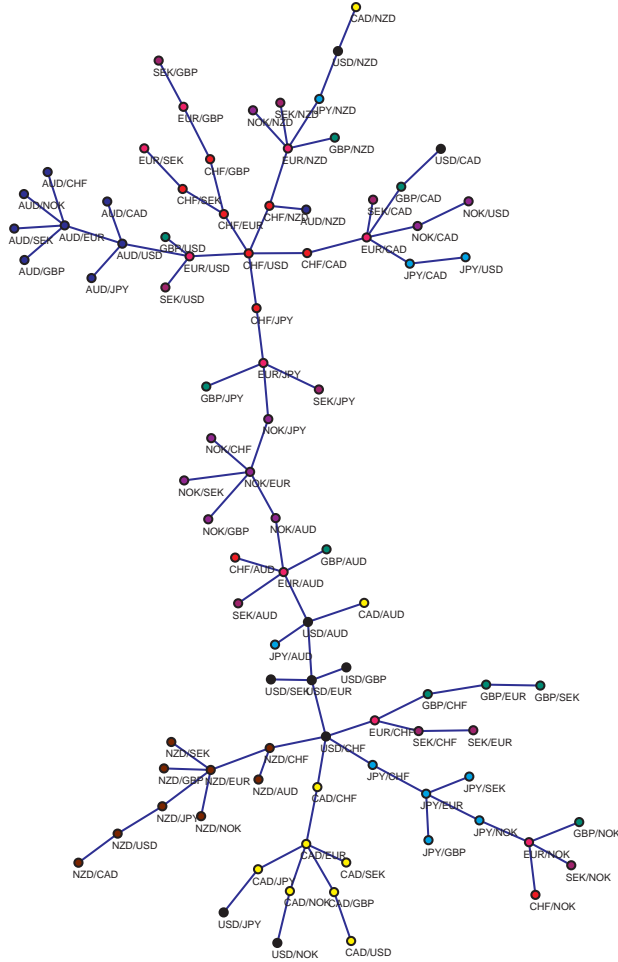 CAD/NZD
USD/NZD
SEK/GBP
JPY/NZD
SEK/NZD
NOK/NZD
EUR/GBP
GBP/NZD
EUR/NZD
EUR/SEK
CHF/GBP
USD/CAD
AUD/CHF
CHF/SEK
GBP/CAD
AUD/NOK
AUD/CAD
SEK/CAD
NOK/USD
CHF/EUR
CHF/NZD
AUD/NZD
AUD/SEK
AUD/EUR
NOK/CAD
GBP/USD
AUD/USD
EUR/CAD
CHF/USD
CHF/CAD
EUR/USD
AUD/GBP
JPY/CAD
JPY/USD
AUD/JPY
SEK/USD
CHF/JPY
EUR/JPY
GBP/JPY
SEK/JPY
NOK/JPY
NOK/CHF
NOK/EUR
NOK/SEK
NOK/GBP
NOK/AUD
GBP/AUD
CHF/AUD
EUR/AUD
SEK/AUD
CAD/AUD
USD/AUD
JPY/AUD
USD/GBP
USD/SEK
USD/EUR
GBP/CHF
GBP/EUR
GBP/SEK
EUR/CHF
SEK/CHF
SEK/EUR
USD/CHF
NZD/SEK
NZD/CHF
NZD/GBP
NZD/EUR
JPY/CHF
NZD/AUD
JPY/SEK
CAD/CHF
JPY/EUR
NZD/JPY
NZD/NOK
JPY/NOK
GBP/NOK
NZD/USD
CAD/EUR
JPY/GBP
EUR/NOK
NZD/CAD
CAD/SEK
SEK/NOK
CAD/JPY
CAD/NOK
CAD/GBP
CHF/NOK
USD/JPY
USD/NOK
CAD/USD